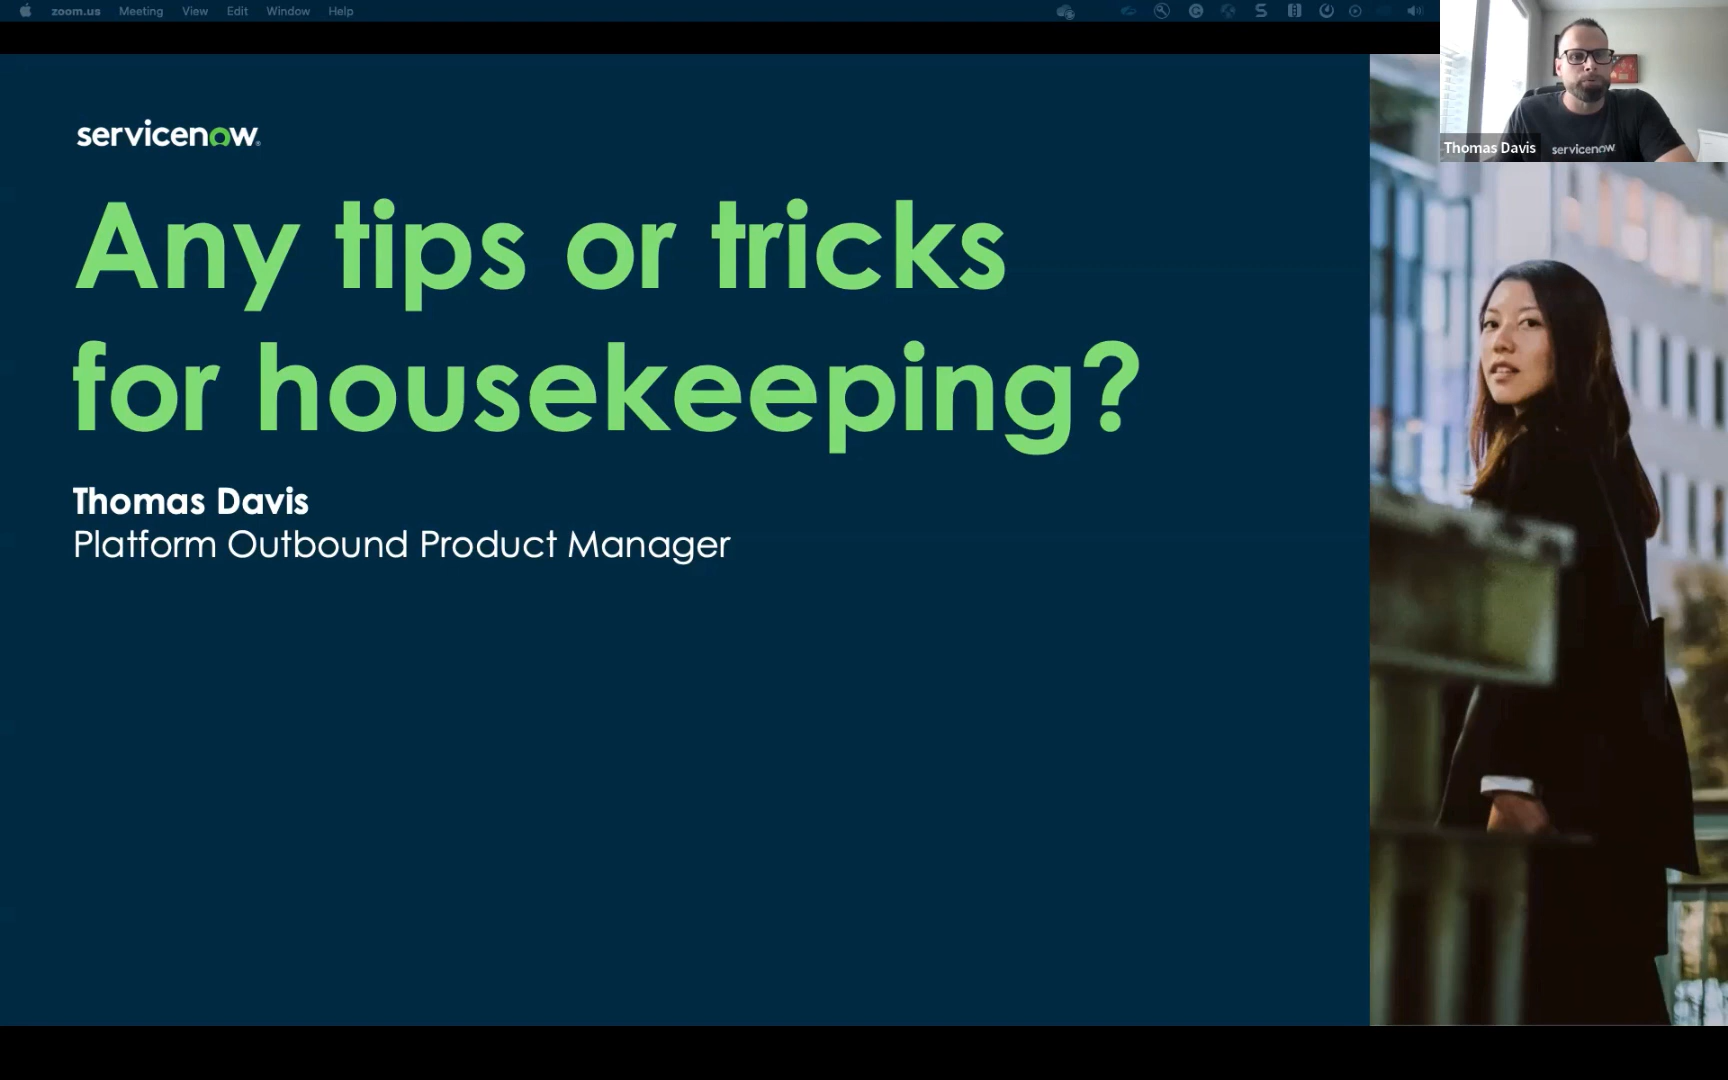 zoom.us Meeting View Edit Window Help
servicenow
Any tips or tricks
for housekeeping?
Thomas Davis
Platform Outbound Product Manager
Thomas Davis
servicenow